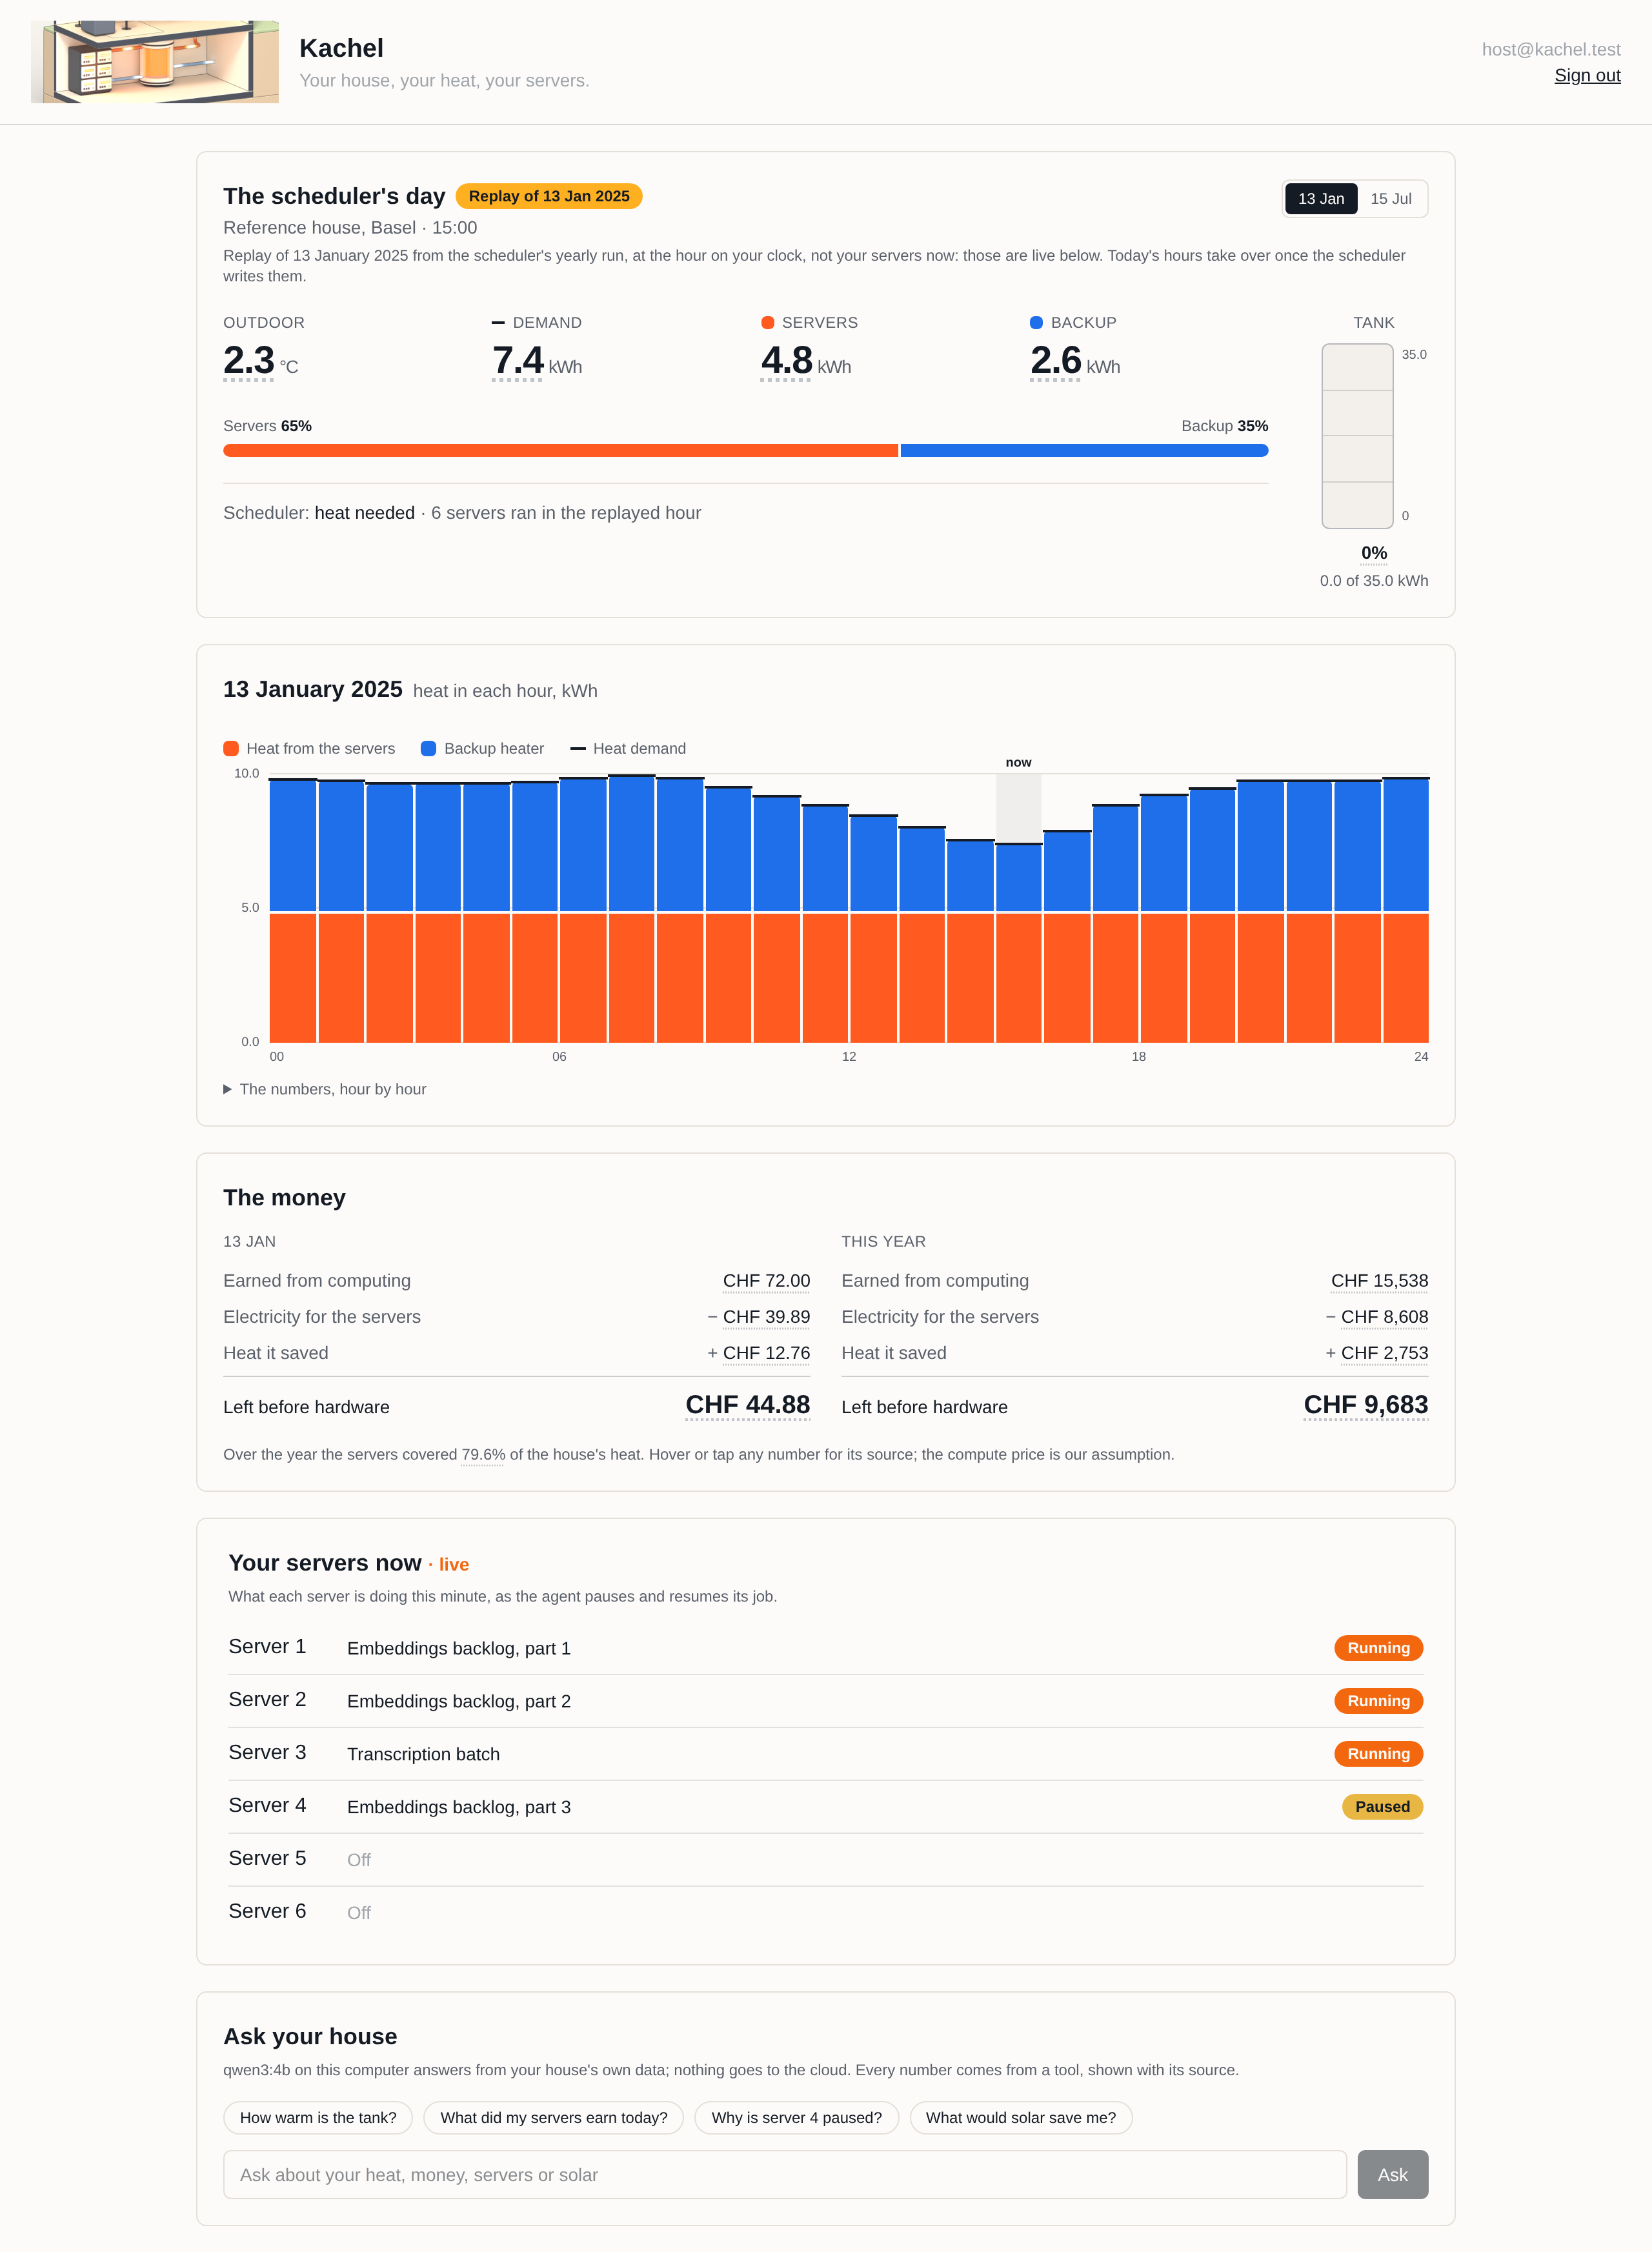 Kachel
Your house, your heat, your servers.
host@kachel.test
Sign out
The scheduler's day
Replay of 13 Jan 2025
13 Jan
15 Jul
Reference house, Basel · 15:00
Replay of 13 January 2025 from the scheduler's yearly run, at the hour on your clock, not your servers now: those are live below. Today's hours take over once the scheduler
writes them.
OUTDOOR
2.3 °C
DEMAND
7.4 kWh
SERVERS
4.8 kWh
BACKUP
2.6 kWh
TANK
35.0
0
0%
0.0 of 35.0 kWh
Servers 65%
Backup 35%
Scheduler: heat needed · 6 servers ran in the replayed hour
13 January 2025 heat in each hour, kWh
Heat from the servers
Backup heater
Heat demand
now
10.0
5.0
0.0
00
06
12
18
24
▶ The numbers, hour by hour
The money
13 JAN
Earned from computing CHF 72.00
Electricity for the servers − CHF 39.89
Heat it saved + CHF 12.76
Left before hardware CHF 44.88
THIS YEAR
Earned from computing CHF 15,538
Electricity for the servers − CHF 8,608
Heat it saved + CHF 2,753
Left before hardware CHF 9,683
Over the year the servers covered 79.6% of the house's heat. Hover or tap any number for its source; the compute price is our assumption.
Your servers now · live
What each server is doing this minute, as the agent pauses and resumes its job.
Server 1 Embeddings backlog, part 1 Running
Server 2 Embeddings backlog, part 2 Running
Server 3 Transcription batch Running
Server 4 Embeddings backlog, part 3 Paused
Server 5 Off
Server 6 Off
Ask your house
qwen3:4b on this computer answers from your house's own data; nothing goes to the cloud. Every number comes from a tool, shown with its source.
How warm is the tank?
What did my servers earn today?
Why is server 4 paused?
What would solar save me?
Ask about your heat, money, servers or solar
Ask